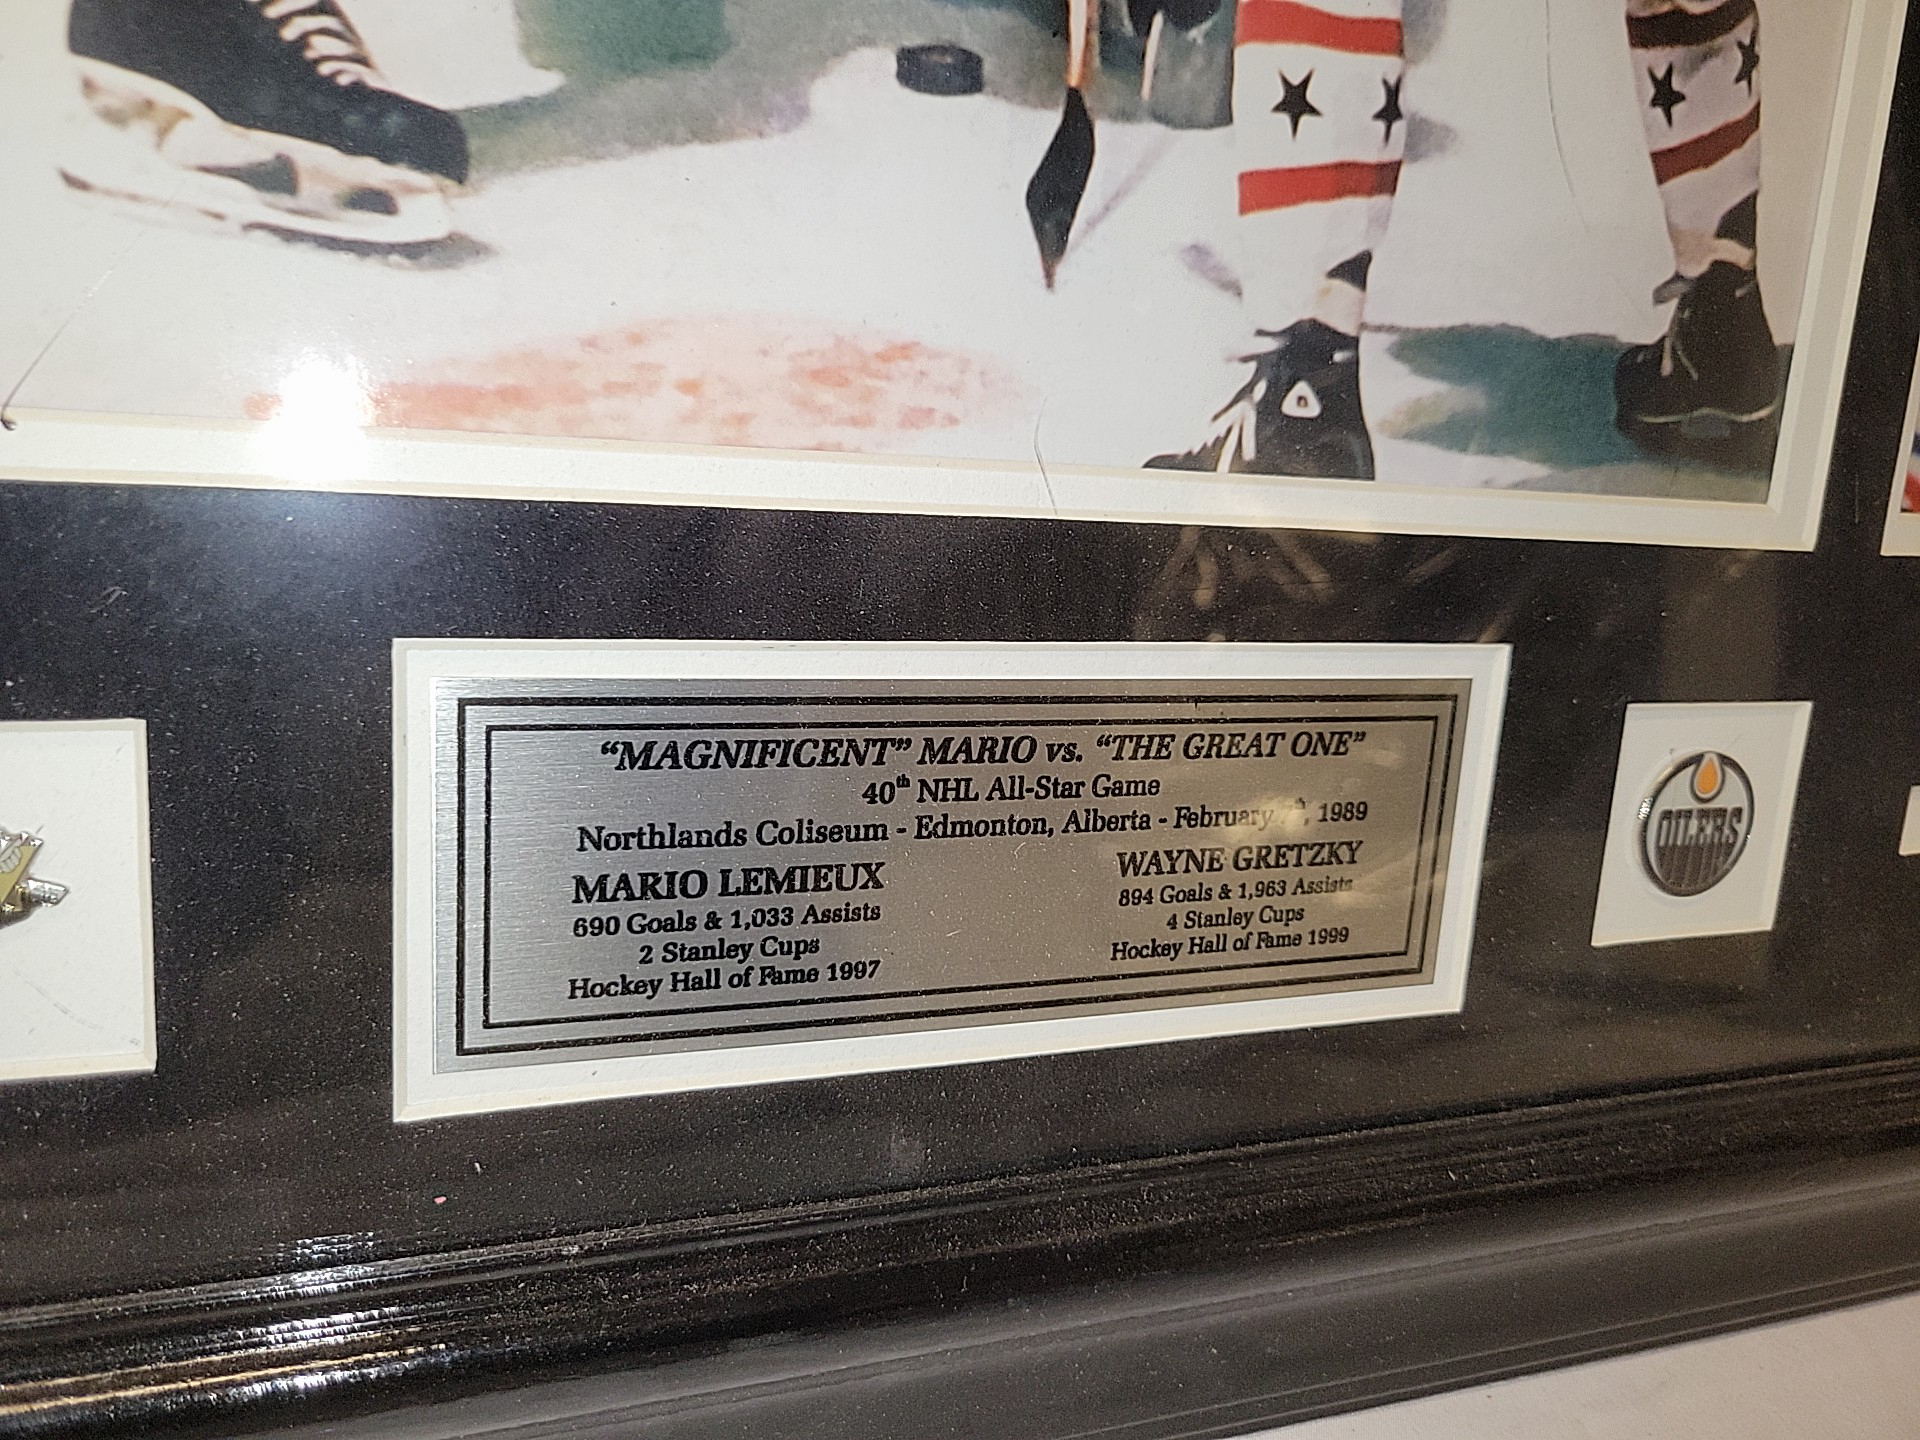 “MAGNIFICENT” MARIO vs. “THE GREAT ONE”
40th NHL All-Star Game
Northlands Coliseum - Edmonton, Alberta - February 7th, 1989
MARIO LEMIEUX
690 Goals & 1,033 Assists
2 Stanley Cups
Hockey Hall of Fame 1997
WAYNE GRETZKY
894 Goals & 1,963 Assists
4 Stanley Cups
Hockey Hall of Fame 1999
OILERS